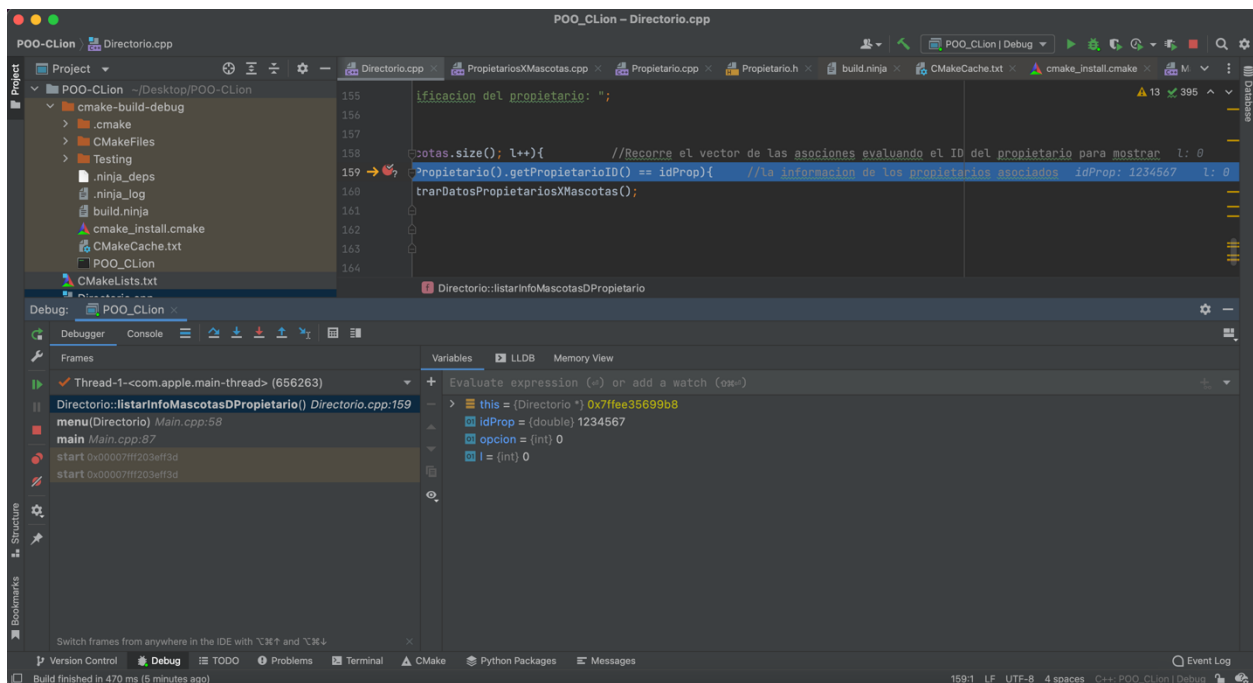 POO_CLion – Directorio.cpp
POO-CLion Directorio.cpp
POO_CLion | Debug
Project
Directorio.cpp PropietariosXMascotas.cpp Propietario.cpp Propietario.h build.ninja CMakeCache.txt cmake_install.cmake M
Project
Database
POO-CLion ~/Desktop/POO-CLion
cmake-build-debug
.cmake
CMakeFiles
Testing
.ninja_deps
.ninja_log
build.ninja
cmake_install.cmake
CMakeCache.txt
POO_CLion
CMakeLists.txt
13 395
155 ificacion del propietario: ";
156
157
158 cotas.size(); l++){ //Recorre el vector de las asociones evaluando el ID del propietario para mostrar l: 0
159 Propietario().getPropietarioID() == idProp){ //la informacion de los propietarios asociados idProp: 1234567 l: 0
160 trarDatosPropietariosXMascotas();
161
162
163
164
Directorio::listarInfoMascotasDPropietario
Debug: POO_CLion
Debugger Console
Frames
Variables LLDB Memory View
Thread-1-<com.apple.main-thread> (656263)
Evaluate expression (⏎) or add a watch (⇧⌘⏎)
Directorio::listarInfoMascotasDPropietario() Directorio.cpp:159
menu(Directorio) Main.cpp:58
main Main.cpp:87
start 0x00007fff203eff3d
start 0x00007fff203eff3d
this = {Directorio *} 0x7ffee35699b8
idProp = {double} 1234567
opcion = {int} 0
l = {int} 0
Structure
Bookmarks
Switch frames from anywhere in the IDE with ⌥⌘↑ and ⌥⌘↓
Version Control Debug TODO Problems Terminal CMake Python Packages Messages Event Log
Build finished in 470 ms (5 minutes ago) 159:1 LF UTF-8 4 spaces C++: POO_CLion | Debug